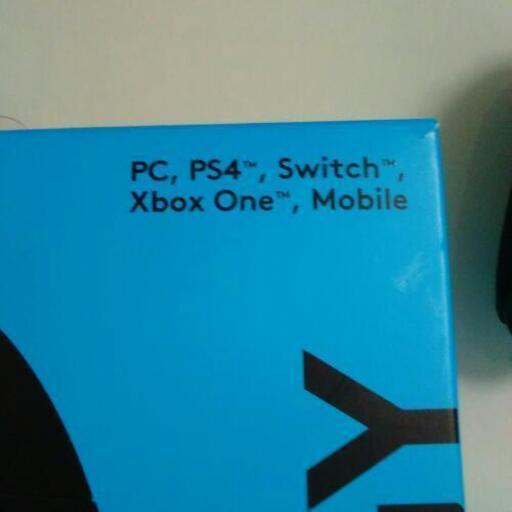 PC, PS4™, Switch™,
Xbox One™, Mobile
Y